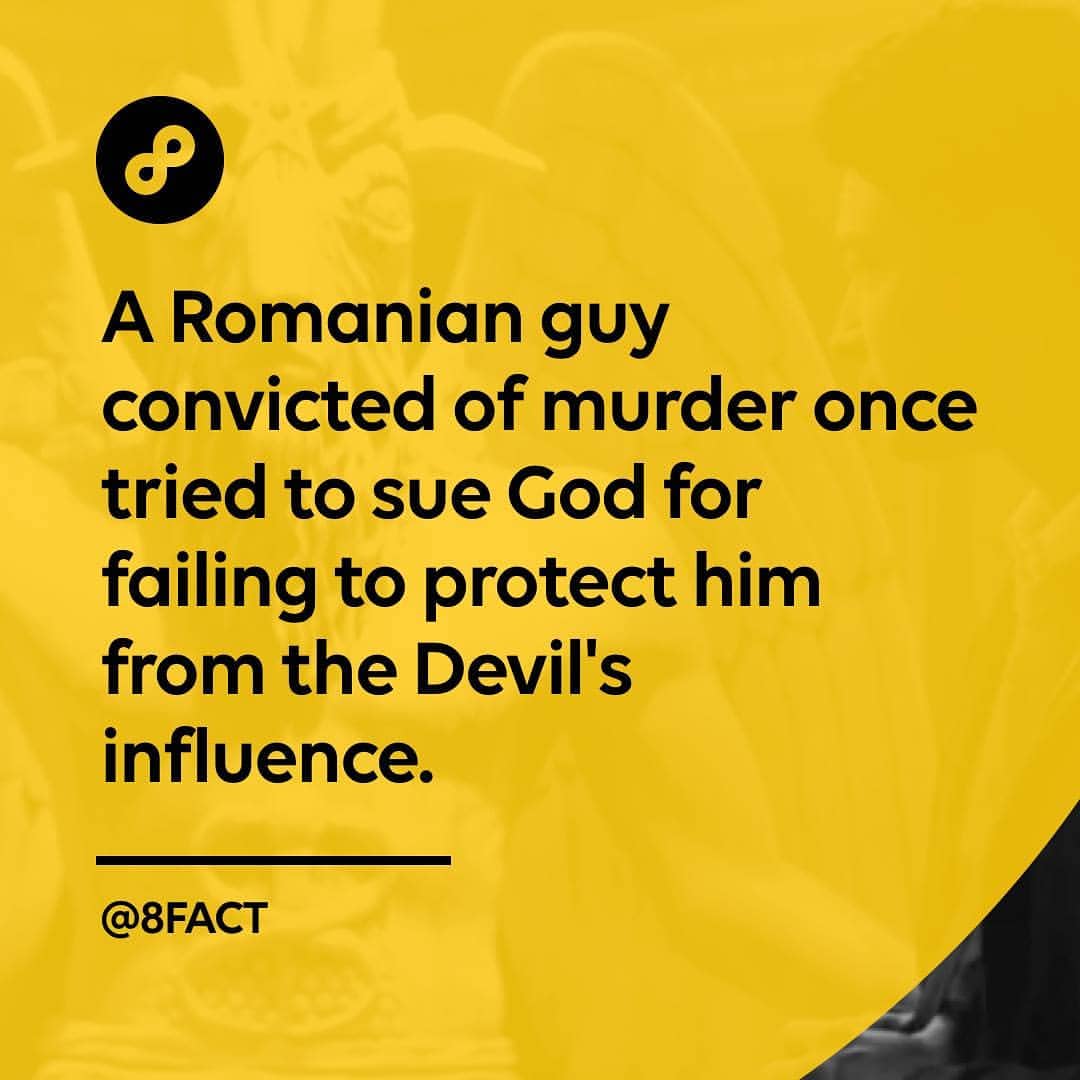 A Romanian guy
convicted of murder once
tried to sue God for
failing to protect him
from the Devil's
influence.
@8FACT